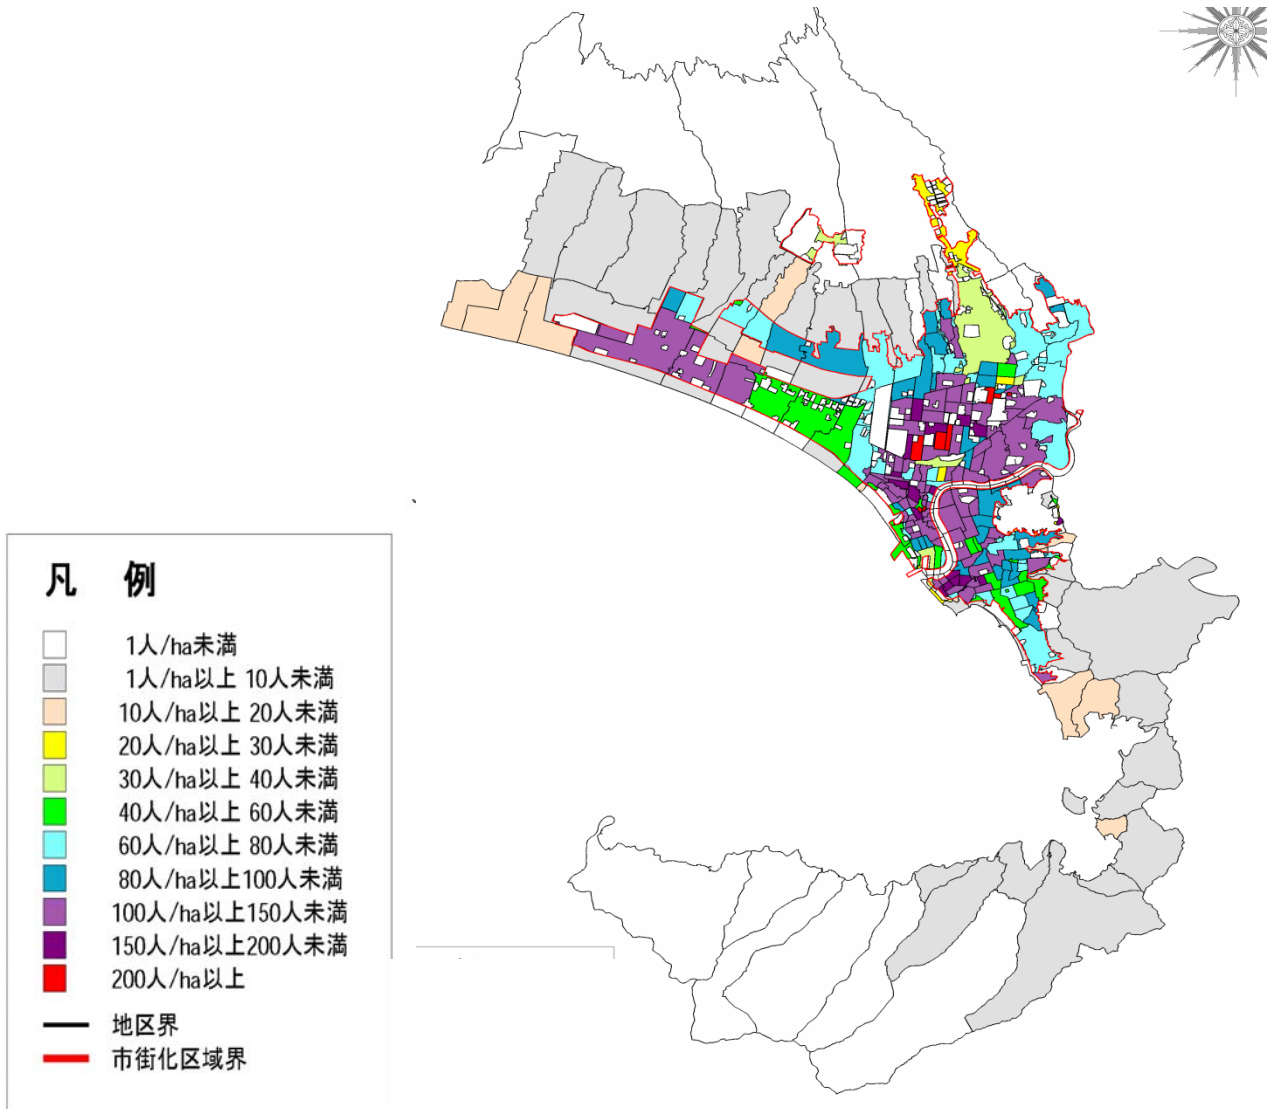 凡 例
1人/ha未満
1人/ha以上 10人未満
10人/ha以上 20人未満
20人/ha以上 30人未満
30人/ha以上 40人未満
40人/ha以上 60人未満
60人/ha以上 80人未満
80人/ha以上100人未満
100人/ha以上150人未満
150人/ha以上200人未満
200人/ha以上
地区界
市街化区域界